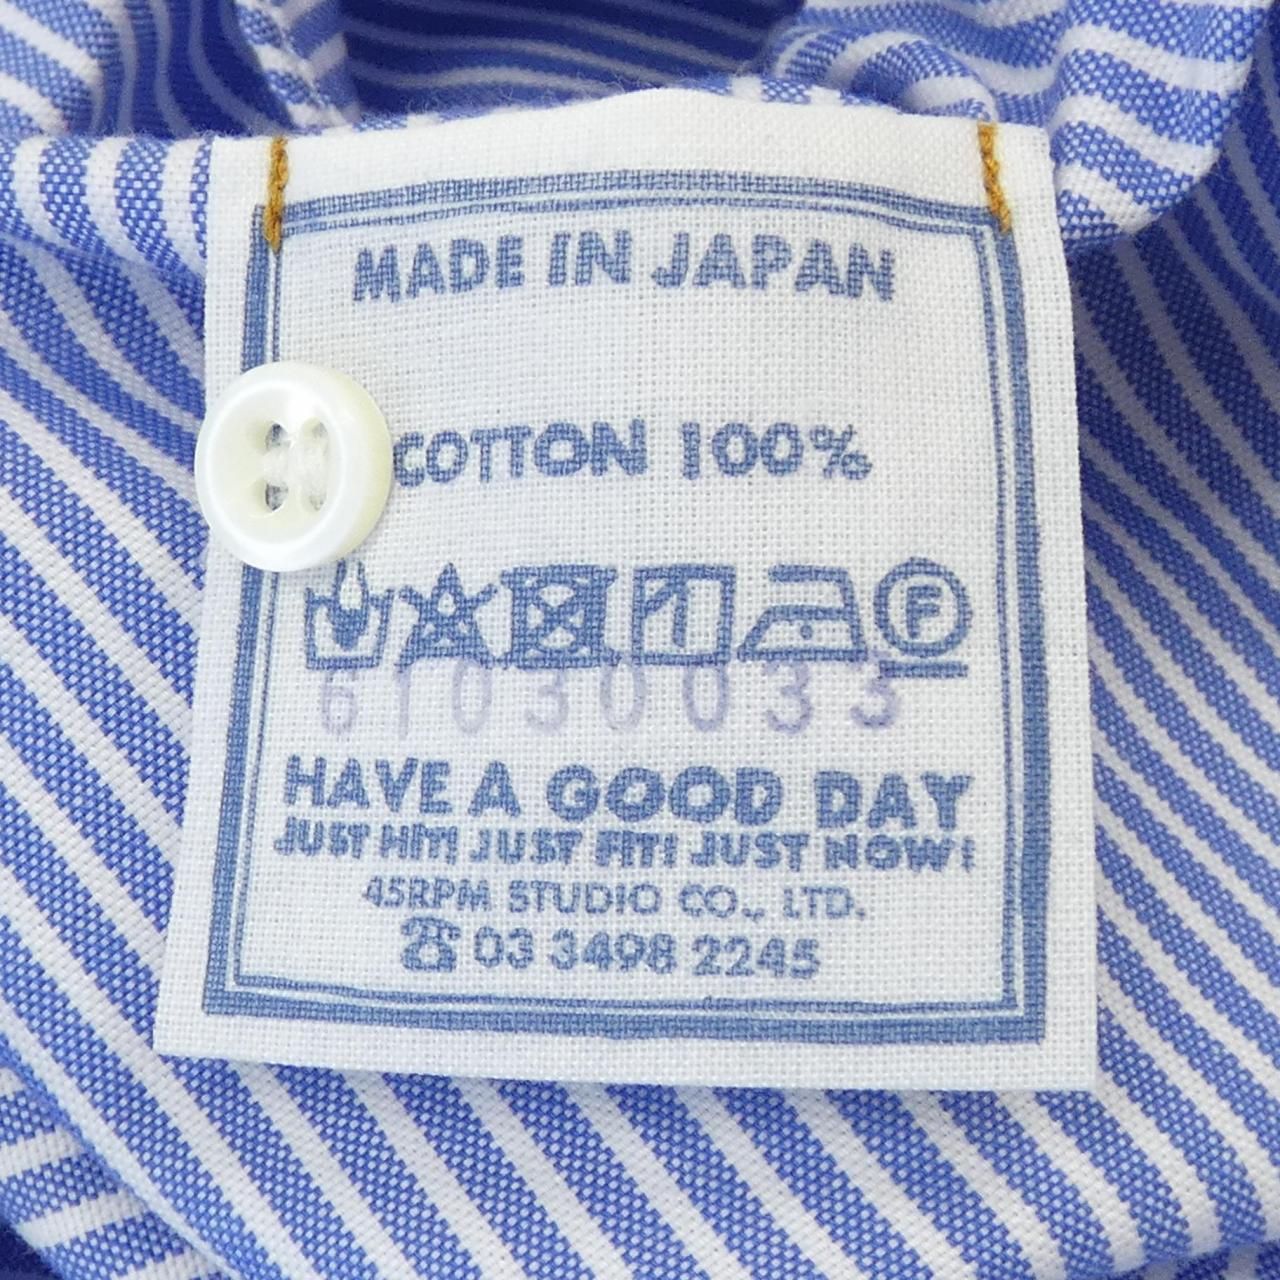 MADE IN JAPAN
COTTON 100%
F
61030033
HAVE A GOOD DAY
JUST HIT! JUST FIT! JUST NOW!
45RPM STUDIO CO., LTD.
☎ 03 3498 2245